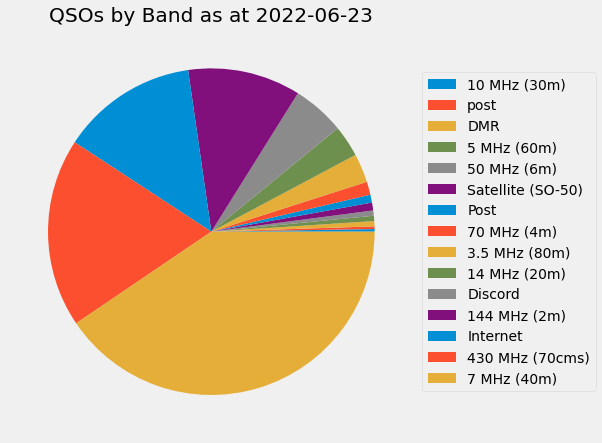 QSOs by Band as at 2022-06-23
10 MHz (30m)
post
DMR
5 MHz (60m)
50 MHz (6m)
Satellite (SO-50)
Post
70 MHz (4m)
3.5 MHz (80m)
14 MHz (20m)
Discord
144 MHz (2m)
Internet
430 MHz (70cms)
7 MHz (40m)